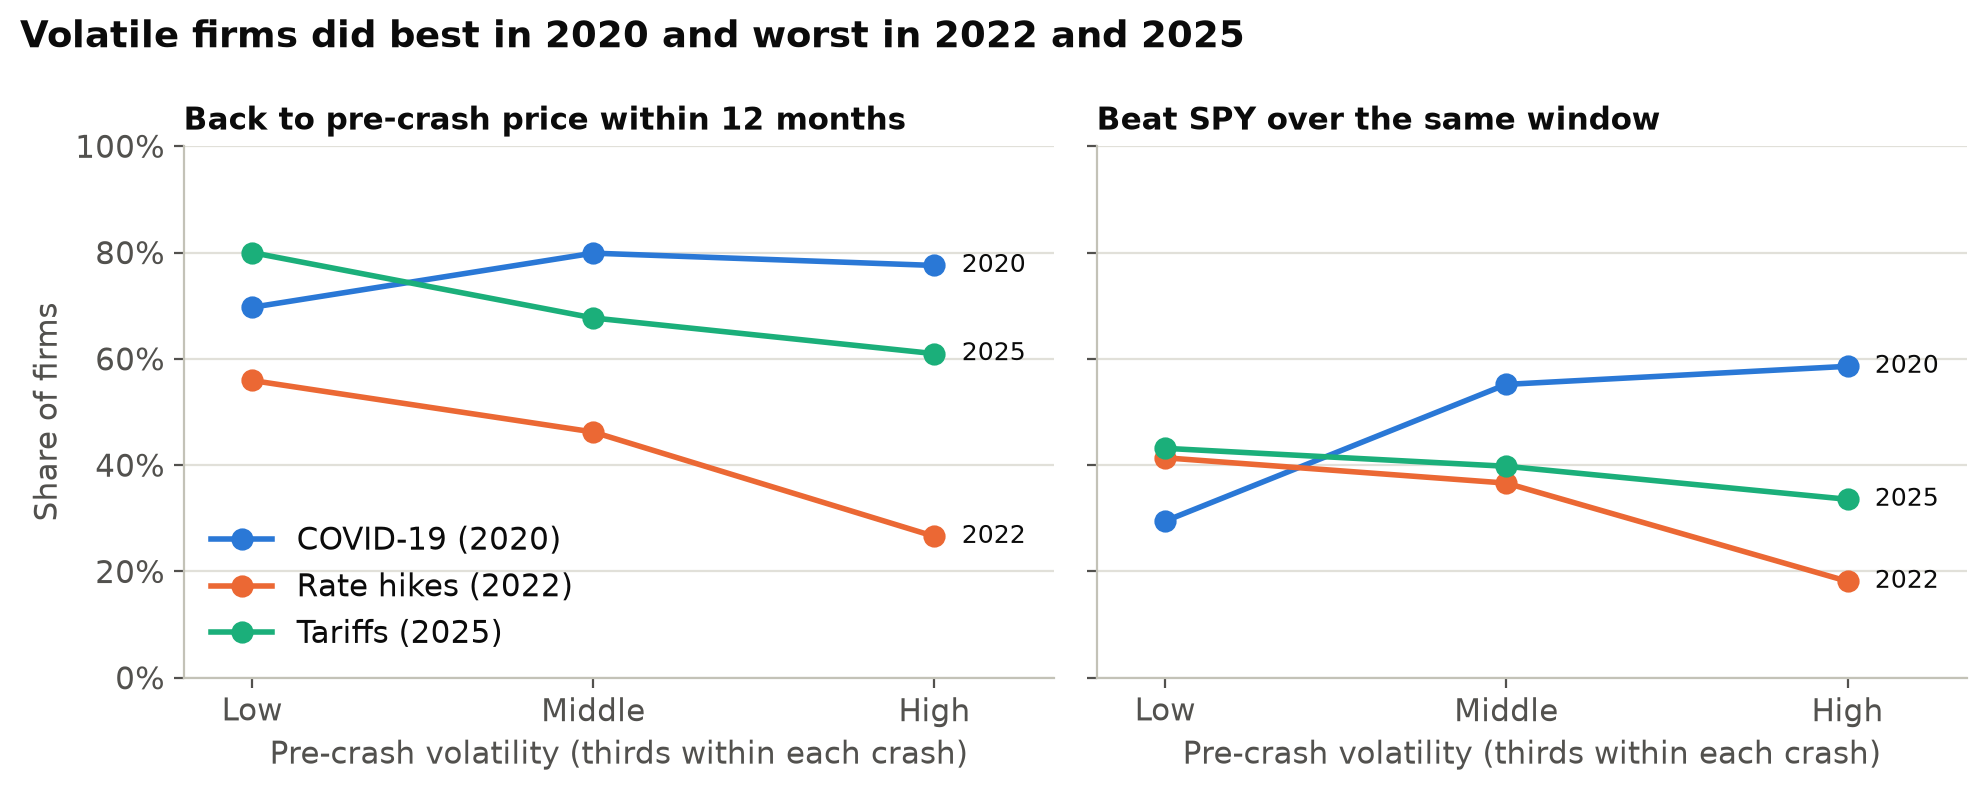 Volatile firms did best in 2020 and worst in 2022 and 2025
Back to pre-crash price within 12 months
100%
80%
60%
40%
20%
0%
Share of firms
2020
2025
2022
COVID-19 (2020)
Rate hikes (2022)
Tariffs (2025)
Low
Middle
High
Pre-crash volatility (thirds within each crash)
Beat SPY over the same window
2020
2025
2022
Low
Middle
High
Pre-crash volatility (thirds within each crash)